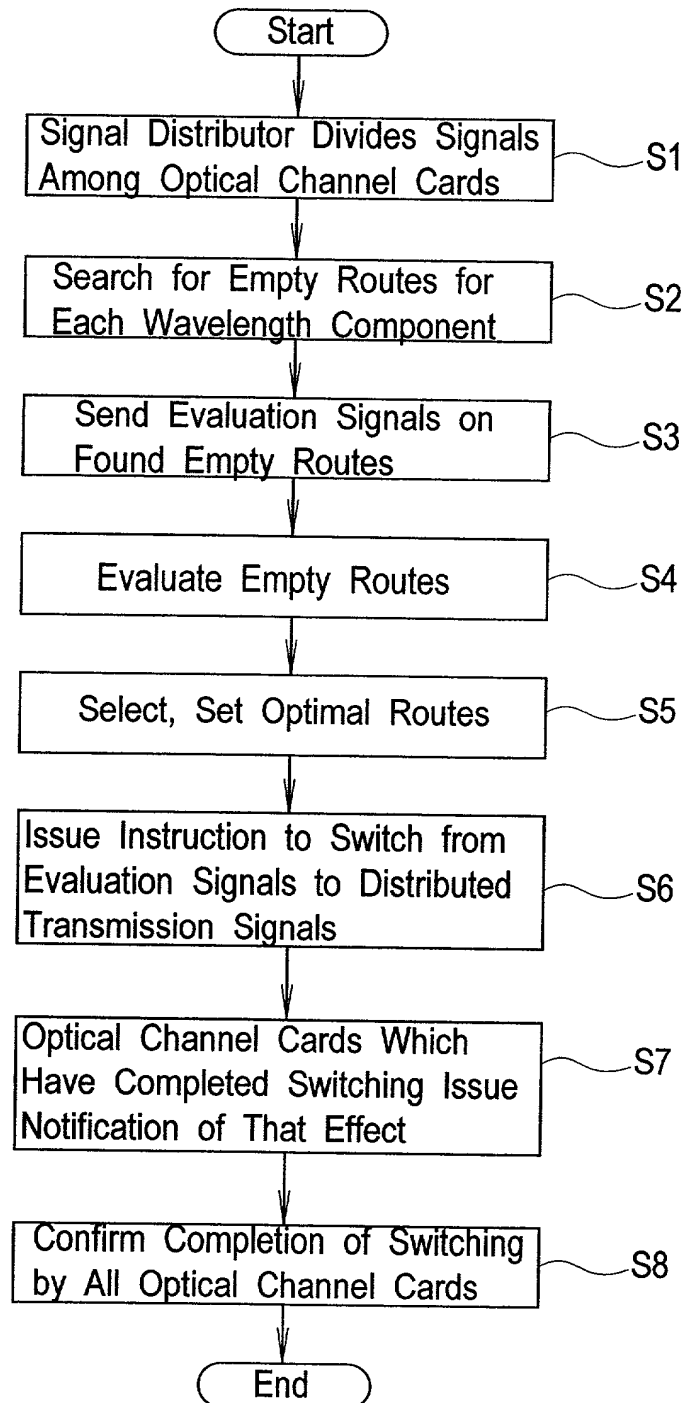 Start
Signal Distributor Divides Signals
Among Optical Channel Cards
S1
Search for Empty Routes for
Each Wavelength Component
S2
Send Evaluation Signals on
Found Empty Routes
S3
Evaluate Empty Routes
S4
Select, Set Optimal Routes
S5
Issue Instruction to Switch from
Evaluation Signals to Distributed
Transmission Signals
S6
Optical Channel Cards Which
Have Completed Switching Issue
Notification of That Effect
S7
Confirm Completion of Switching
by All Optical Channel Cards
S8
End